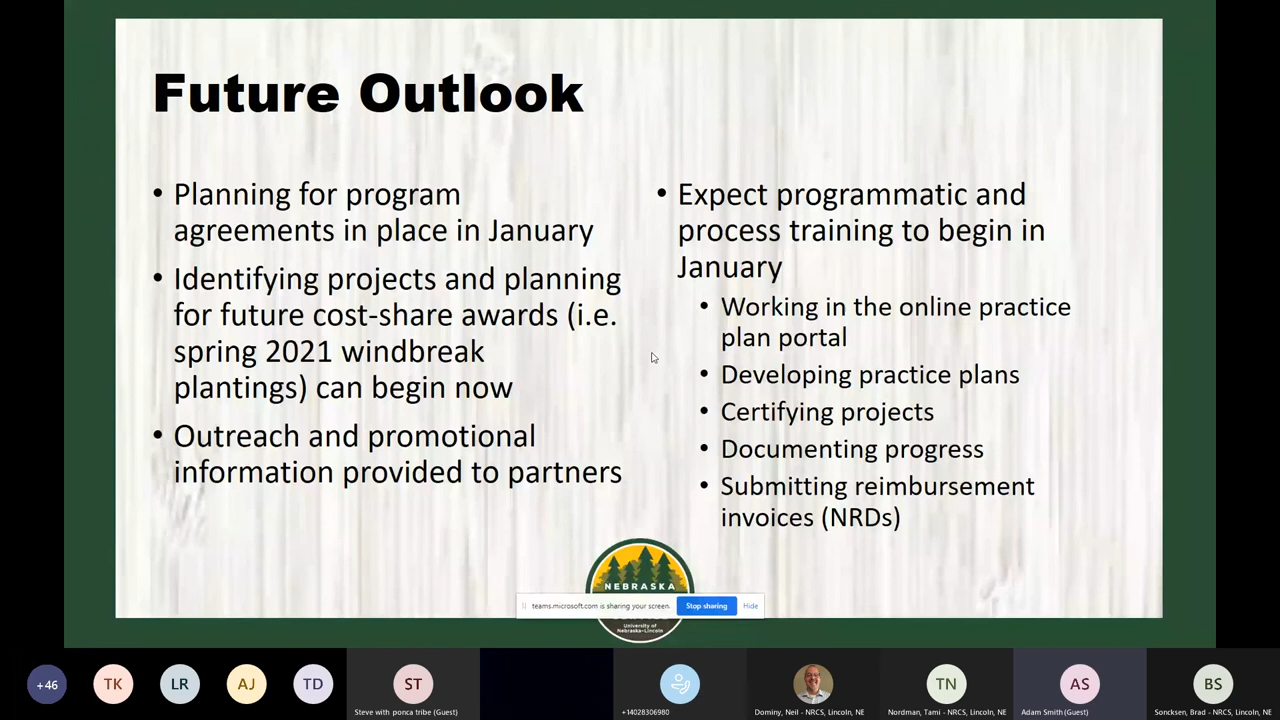 Future Outlook
• Planning for program
agreements in place in January
• Identifying projects and planning
for future cost-share awards (i.e.
spring 2021 windbreak
plantings) can begin now
• Outreach and promotional
information provided to partners
• Expect programmatic and
process training to begin in
January
• Working in the online practice
plan portal
• Developing practice plans
• Certifying projects
• Documenting progress
• Submitting reimbursement
invoices (NRDs)
NEBRASKA
teams.microsoft.com is sharing your screen.
Stop sharing
Hide
University of
Nebraska-Lincoln
+46
TK
LR
AJ
TD
ST
TN
AS
BS
Steve with ponca tribe (Guest)
+14028306980
Dominy, Neil - NRCS, Lincoln, NE
Nordman, Tami - NRCS, Lincoln, NE
Adam Smith (Guest)
Soncksen, Brad - NRCS, Lincoln, NE